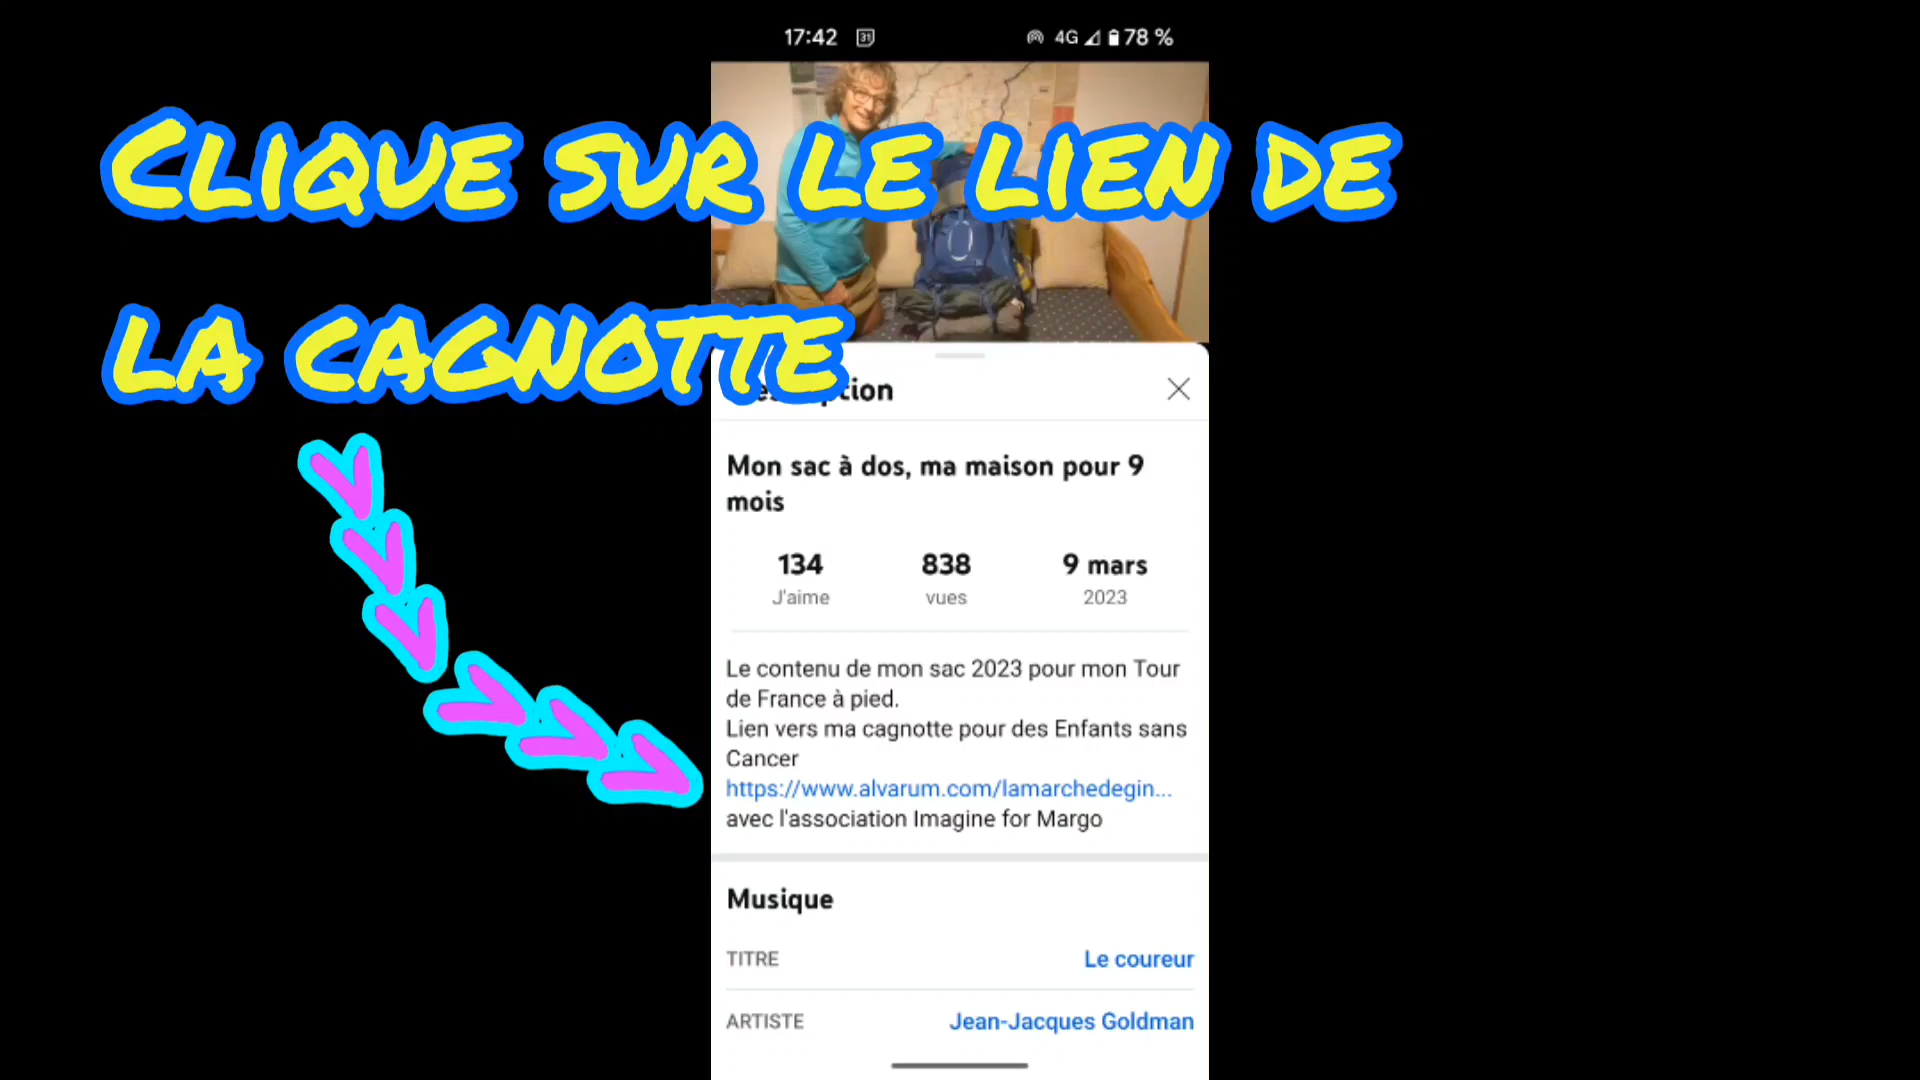 17:42
31
4G
78 %
CLIQUE SUR LE LIEN DE
LA CAGNOTTE
Mon sac à dos, ma maison pour 9
mois
134
838
9 mars
J'aime
vues
2023
Le contenu de mon sac 2023 pour mon Tour
de France à pied.
Lien vers ma cagnotte pour des Enfants sans
Cancer
https://www.alvarum.com/lamarchedegin...
avec l'association Imagine for Margo
Musique
TITRE
Le coureur
ARTISTE
Jean-Jacques Goldman